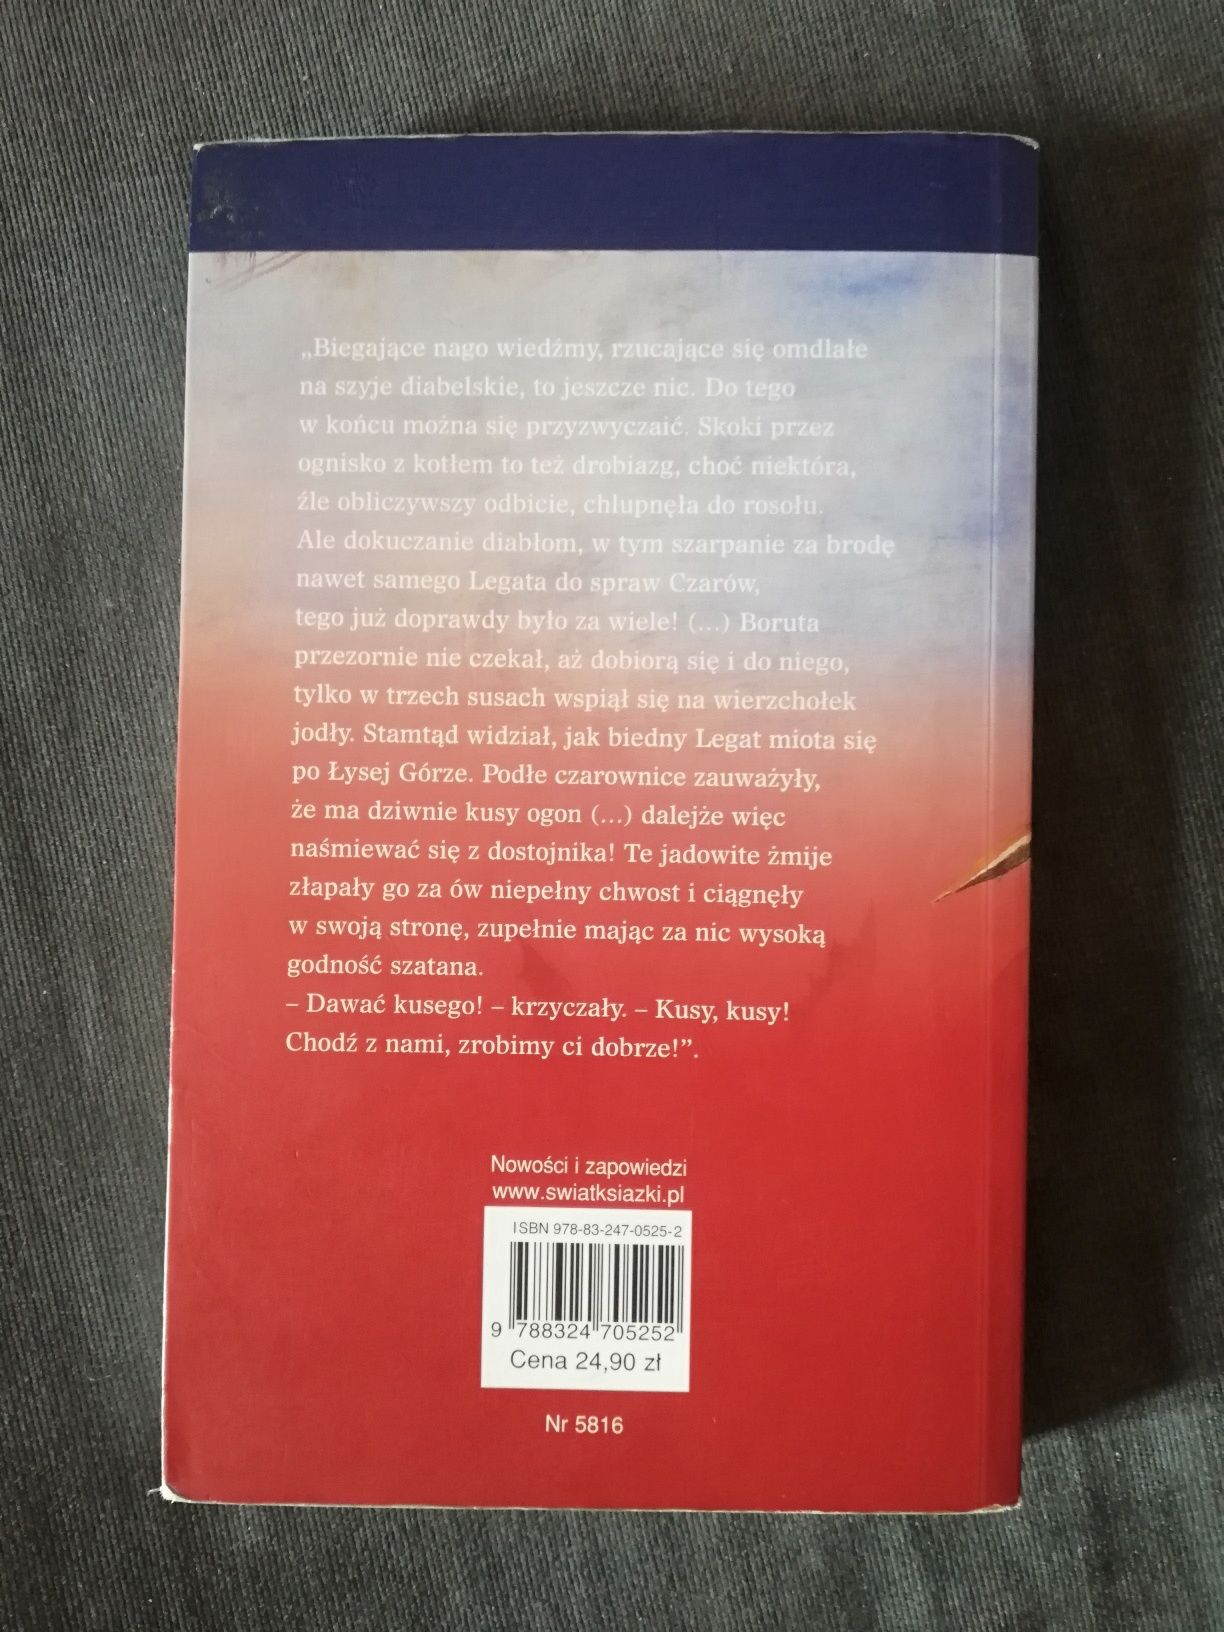 „Biegające nago wiedźmy, rzucające się omdlałe
na szyje diabelskie, to jeszcze nic. Do tego
w końcu można się przyzwyczaić. Skoki przez
ognisko z kotłem to też drobiazg, choć niektóra,
źle obliczywszy odbicie, chlupnęła do rosołu.
Ale dokuczanie diabłom, w tym szarpanie za brodę
nawet samego Legata do spraw Czarów,
tego już doprawdy było za wiele! (...) Boruta
przezornie nie czekał, aż dobiorą się i do niego,
tylko w trzech susach wspiął się na wierzchołek
jodły. Stamtąd widział, jak biedny Legat miota się
po Łysej Górze. Podłe czarownice zauważyły,
że ma dziwnie kusy ogon (...) dalejże więc
naśmiewać się z dostojnika! Te jadowite żmije
złapały go za ów niepełny chwost i ciągnęły
w swoją stronę, zupełnie mając za nic wysoką
godność szatana.
– Dawać kusego! – krzyczały. – Kusy, kusy!
Chodź z nami, zrobimy ci dobrze!”.
Nowości i zapowiedzi
www.swiatksiazki.pl
ISBN 978-83-247-0525-2
9 788324 705252
Cena 24,90 zł
Nr 5816